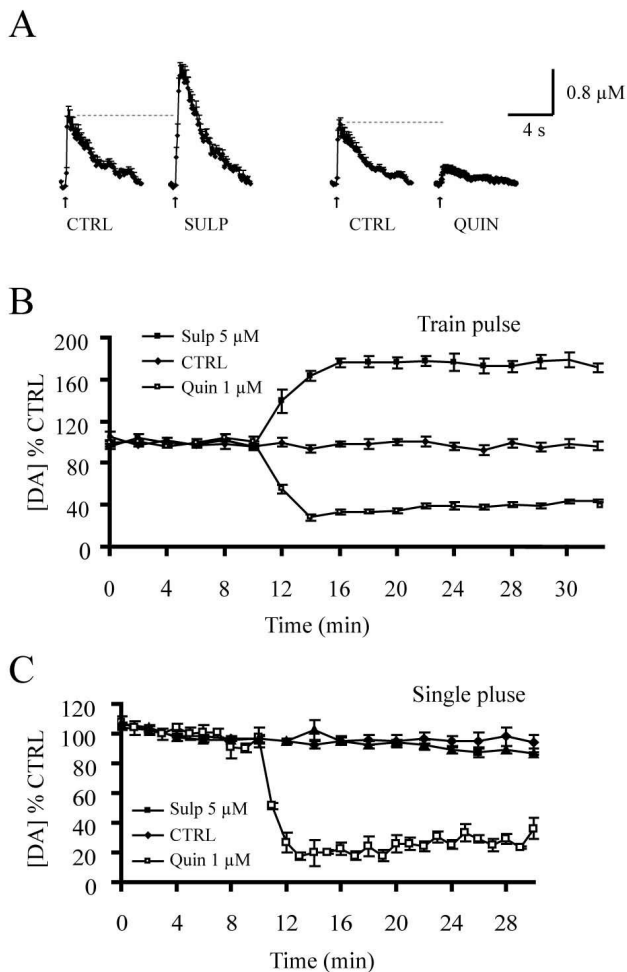 A
0.8 µM
4 s
CTRL
SULP
CTRL
QUIN
B
Train pulse
Sulp 5 µM
CTRL
Quin 1 µM
[DA] % CTRL
200
160
120
80
40
0
0 4 8 12 16 20 24 28 30
Time (min)
C
Single pluse
Sulp 5 µM
CTRL
Quin 1 µM
[DA] % CTRL
120
100
80
60
40
20
0
0 4 8 12 16 20 24 28
Time (min)